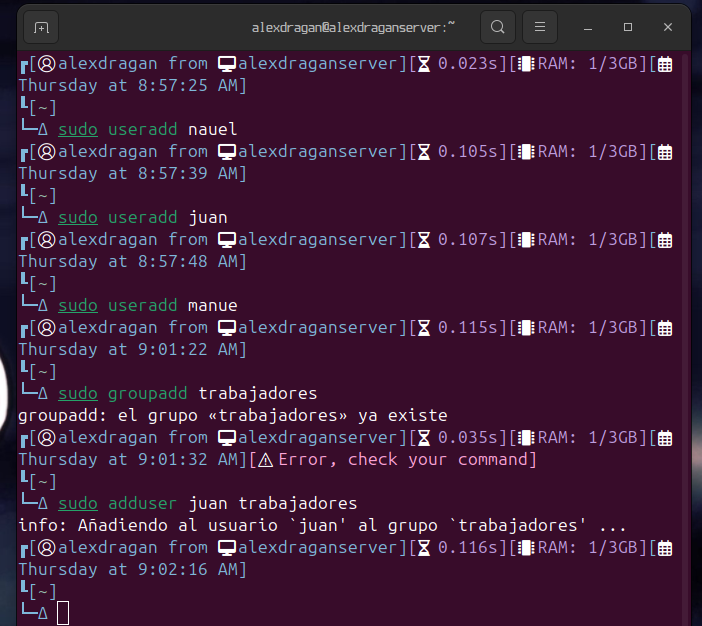 alexdragan@alexdraganserver:~
[alexdragan from alexdraganserver][0.023s][RAM: 1/3GB][
Thursday at 8:57:25 AM]
[~]
Δ sudo useradd nauel
[alexdragan from alexdraganserver][0.105s][RAM: 1/3GB][
Thursday at 8:57:39 AM]
[~]
Δ sudo useradd juan
[alexdragan from alexdraganserver][0.107s][RAM: 1/3GB][
Thursday at 8:57:48 AM]
[~]
Δ sudo useradd manue
[alexdragan from alexdraganserver][0.115s][RAM: 1/3GB][
Thursday at 9:01:22 AM]
[~]
Δ sudo groupadd trabajadores
groupadd: el grupo «trabajadores» ya existe
[alexdragan from alexdraganserver][0.035s][RAM: 1/3GB][
Thursday at 9:01:32 AM][⚠ Error, check your command]
[~]
Δ sudo adduser juan trabajadores
info: Añadiendo al usuario `juan' al grupo `trabajadores' ...
[alexdragan from alexdraganserver][0.116s][RAM: 1/3GB][
Thursday at 9:02:16 AM]
[~]
Δ